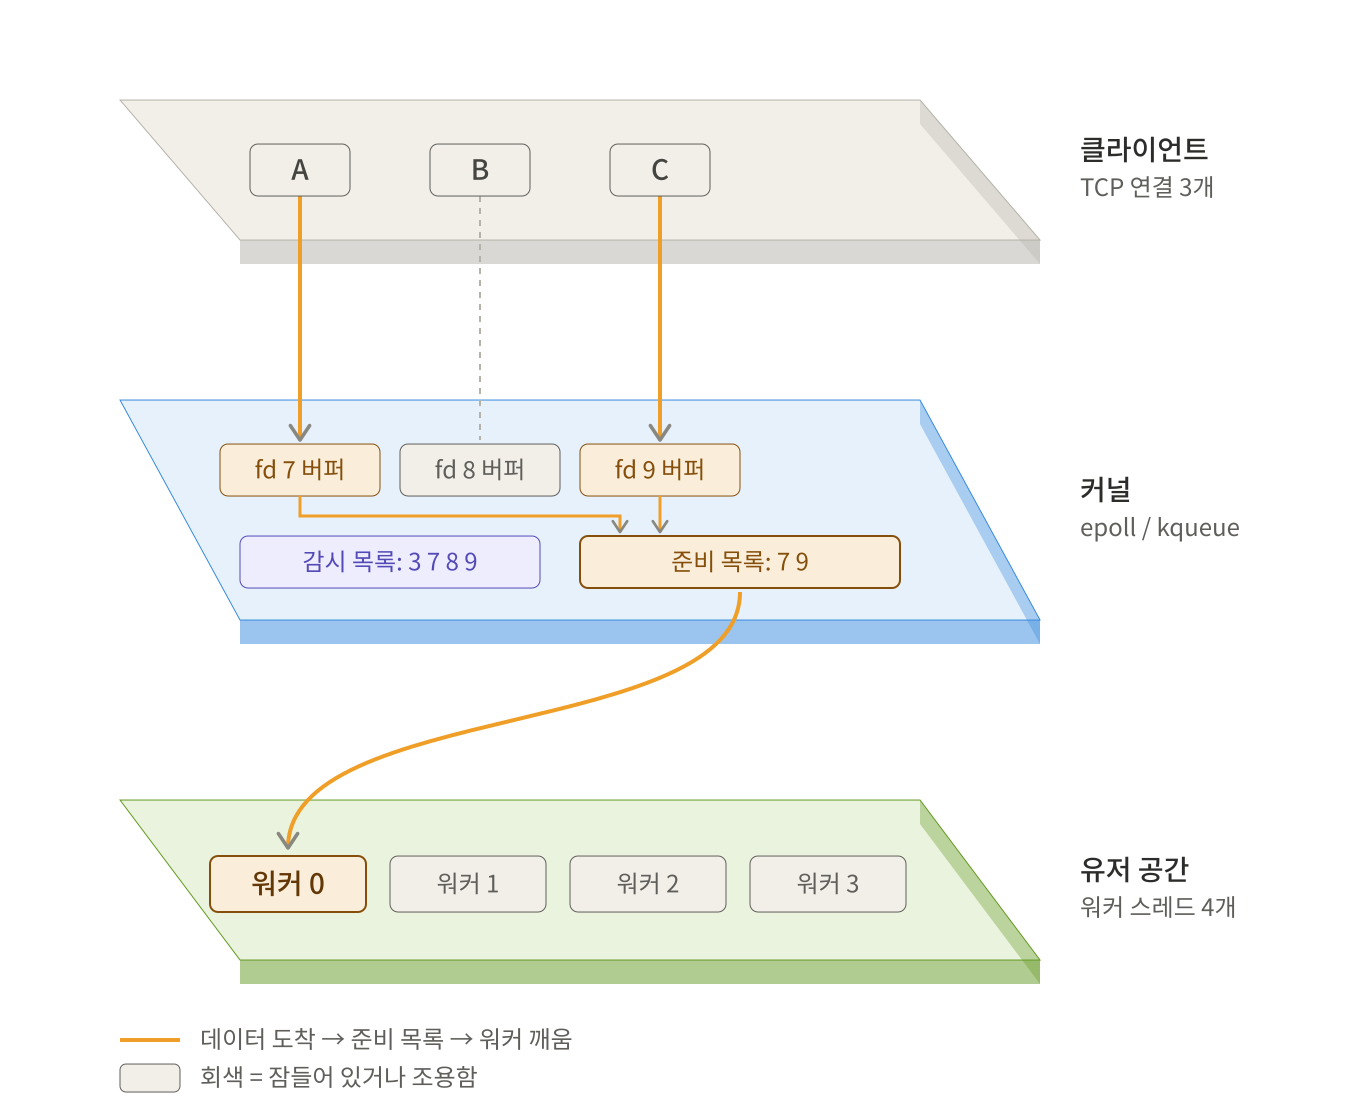 A
B
C
클라이언트
TCP 연결 3개
fd 7 버퍼
fd 8 버퍼
fd 9 버퍼
감시 목록: 3 7 8 9
준비 목록: 7 9
커널
epoll / kqueue
워커 0
워커 1
워커 2
워커 3
유저 공간
워커 스레드 4개
데이터 도착 → 준비 목록 → 워커 깨움
회색 = 잠들어 있거나 조용함